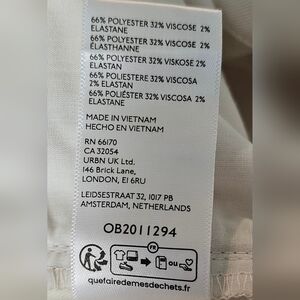 66% POLYESTER 32% VISCOSE 2%
ELASTANE
66% POLYESTER 32% VISCOSE 2%
ÉLASTHANNE
66% POLYESTER 32% VISKOSE 2%
ELASTAN
66% POLIESTERE 32% VISCOSA
2% ELASTAN
66% POLIÉSTER 32% VISCOSA 2%
ELASTANE
MADE IN VIETNAM
HECHO EN VIETNAM
RN 66170
CA 32054
URBN UK Ltd.
146 Brick Lane,
LONDON, E1 6RU
LEIDSESTRAAT 32, 1017 PB
AMSTERDAM, NETHERLANDS
OB2011294
FR
OU
quefairedemesdechets.fr